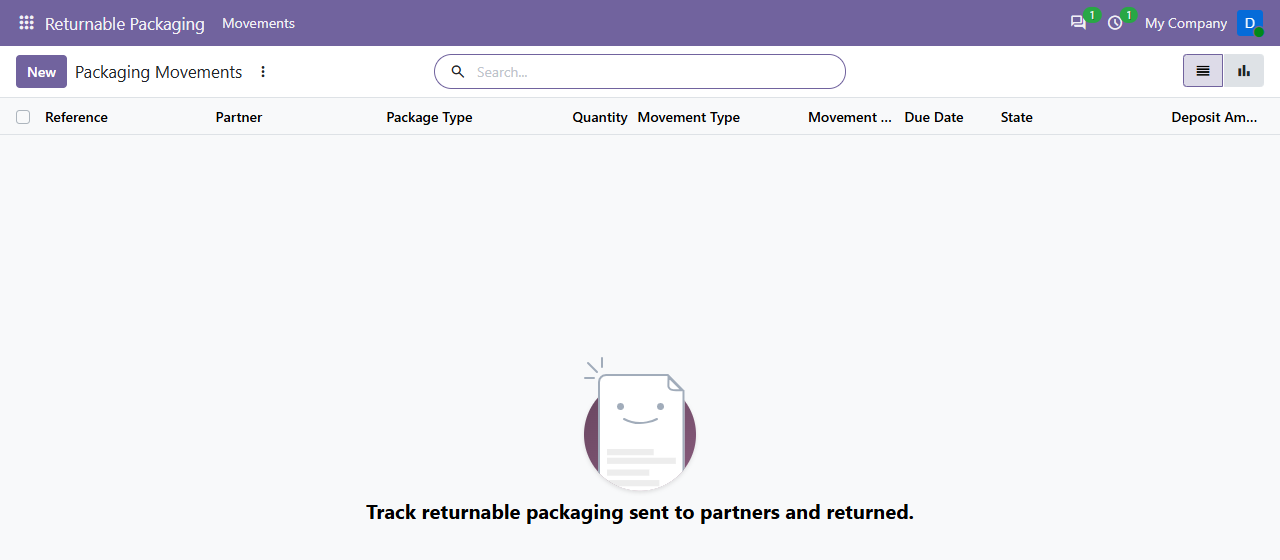 Returnable Packaging Movements 1 1 My Company D
New Packaging Movements Search...
Reference Partner Package Type Quantity Movement Type Movement ... Due Date State Deposit Am...
Track returnable packaging sent to partners and returned.